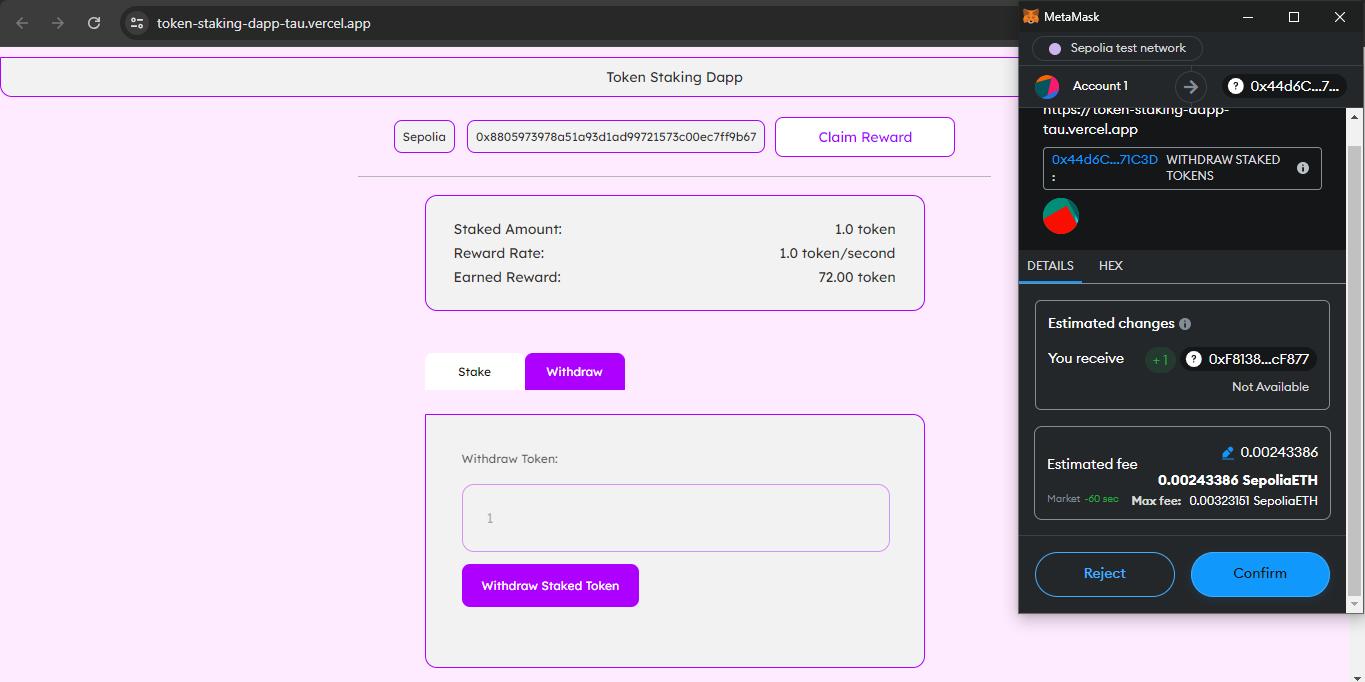 token-staking-dapp-tau.vercel.app
Token Staking Dapp
Sepolia
0x8805973978a51a93d1ad99721573c00ec7ff9b67
Claim Reward
Staked Amount: 1.0 token
Reward Rate: 1.0 token/second
Earned Reward: 72.00 token
Stake
Withdraw
Withdraw Token:
1
Withdraw Staked Token
MetaMask
Sepolia test network
Account 1
0x44d6C...7...
https://token-staking-dapp-
tau.vercel.app
0x44d6C...71C3D WITHDRAW STAKED
: TOKENS
DETAILS HEX
Estimated changes
You receive + 1 0xF8138...cF877
Not Available
0.00243386
Estimated fee
0.00243386 SepoliaETH
Market -60 sec Max fee: 0.00323151 SepoliaETH
Reject
Confirm